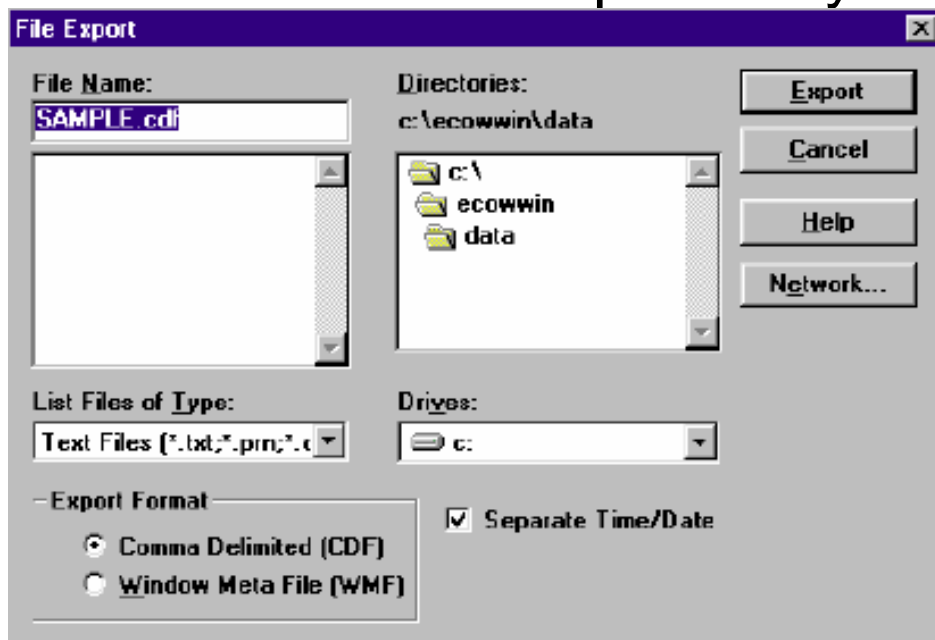 File Export
File Name:
SAMPLE.cdf
Directories:
c:\ecowwin\data
c:\
ecowwin
data
Export
Cancel
Help
Network...
List Files of Type:
Text Files (*.txt;*.prn;*.c
Drives:
c:
Export Format
Comma Delimited (CDF)
Window Meta File (WMF)
Separate Time/Date